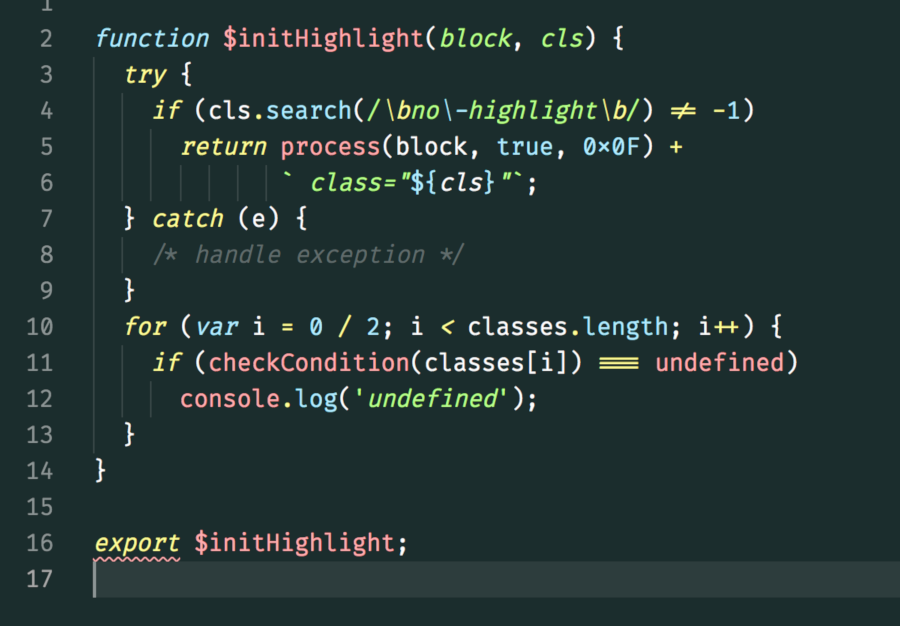 1
2 function $initHighlight(block, cls) {
3   try {
4     if (cls.search(/\bno\-highlight\b/) != -1)
5       return process(block, true, 0x0F) +
6              ` class="${cls}"`;
7   } catch (e) {
8     /* handle exception */
9   }
10   for (var i = 0 / 2; i < classes.length; i++) {
11     if (checkCondition(classes[i]) === undefined)
12       console.log('undefined');
13   }
14 }
15
16 export $initHighlight;
17